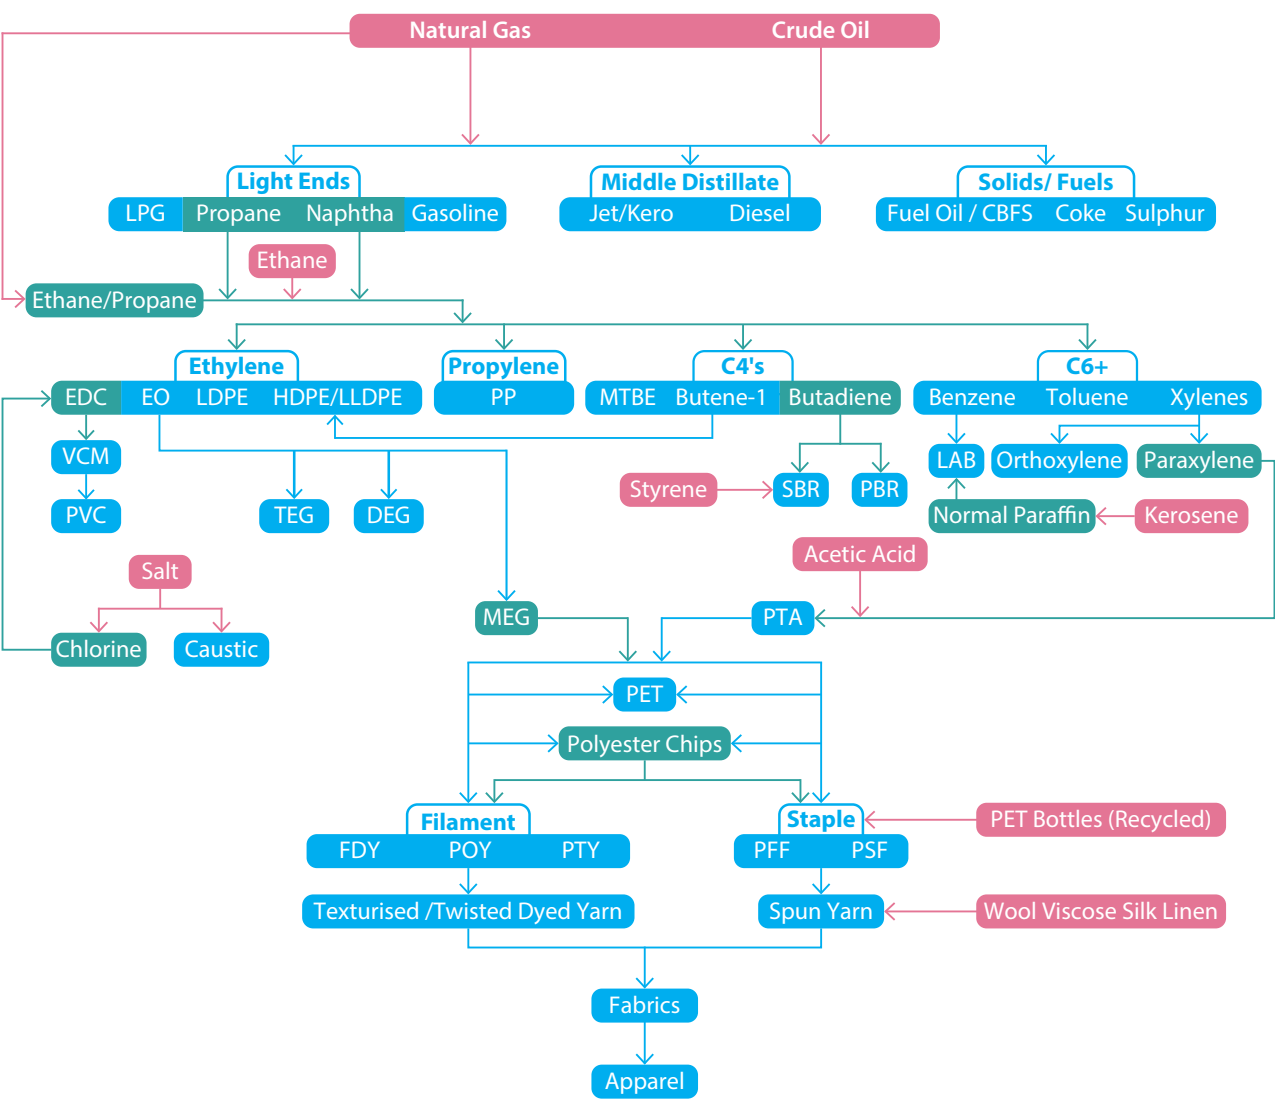 Natural Gas Crude Oil
Light Ends Middle Distillate Solids/ Fuels
LPG Propane Naphtha Gasoline Jet/Kero Diesel Fuel Oil / CBFS Coke Sulphur
Ethane
Ethane/Propane
Ethylene Propylene C4's C6+
EDC EO LDPE HDPE/LLDPE PP MTBE Butene-1 Butadiene Benzene Toluene Xylenes
VCM LAB Orthoxylene Paraxylene
Styrene SBR PBR
PVC TEG DEG Normal Paraffin Kerosene
Acetic Acid
Salt
MEG PTA
Chlorine Caustic
PET
Polyester Chips
Filament Staple PET Bottles (Recycled)
FDY POY PTY PFF PSF
Texturised /Twisted Dyed Yarn Spun Yarn Wool Viscose Silk Linen
Fabrics
Apparel